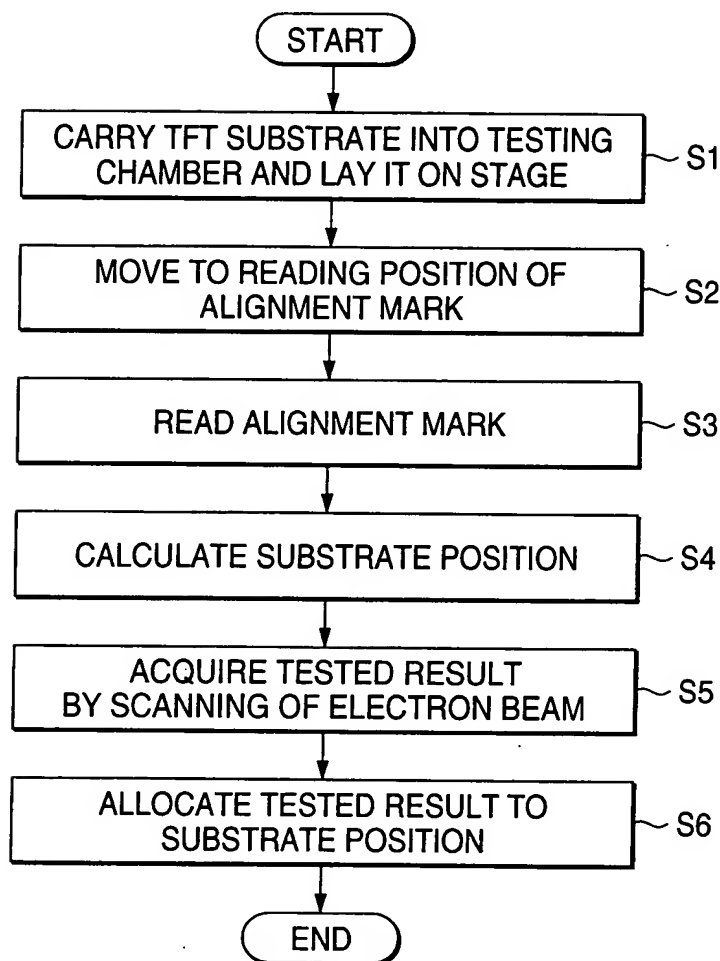 START
CARRY TFT SUBSTRATE INTO TESTING
CHAMBER AND LAY IT ON STAGE
S1
MOVE TO READING POSITION OF
ALIGNMENT MARK
S2
READ ALIGNMENT MARK
S3
CALCULATE SUBSTRATE POSITION
S4
ACQUIRE TESTED RESULT
BY SCANNING OF ELECTRON BEAM
S5
ALLOCATE TESTED RESULT TO
SUBSTRATE POSITION
S6
END